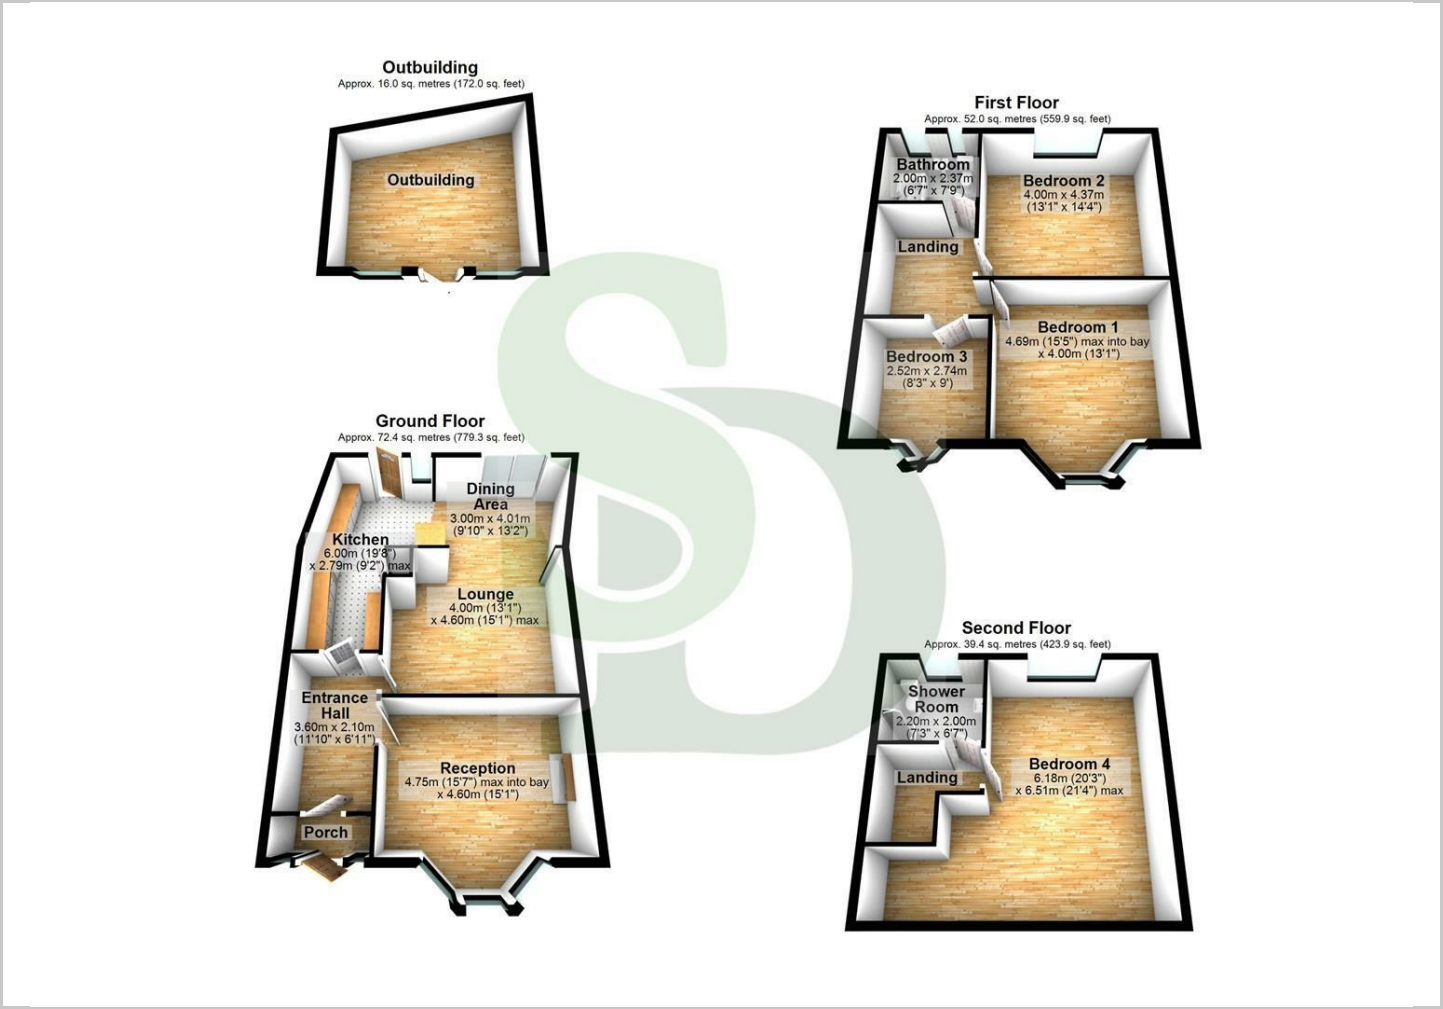 Outbuilding
Approx. 16.0 sq. metres (172.0 sq. feet)
Outbuilding
First Floor
Approx. 52.0 sq. metres (559.9 sq. feet)
Bathroom
2.00m x 2.37m
(6'7" x 7'9")
Bedroom 2
4.00m x 4.37m
(13'1" x 14'4")
Landing
Bedroom 1
4.69m (15'5") max into bay
x 4.00m (13'1")
Bedroom 3
2.52m x 2.74m
(8'3" x 9')
Ground Floor
Approx. 72.4 sq. metres (779.3 sq. feet)
Dining
Area
3.00m x 4.01m
(9'10" x 13'2")
Kitchen
6.00m (19'8")
x 2.79m (9'2") max
Lounge
4.00m (13'1")
x 4.60m (15'1") max
Entrance
Hall
3.60m x 2.10m
(11'10" x 6'11")
Reception
4.75m (15'7") max into bay
x 4.60m (15'1")
Porch
Second Floor
Approx. 39.4 sq. metres (423.9 sq. feet)
Shower
Room
2.20m x 2.00m
(7'3" x 6'7")
Landing
Bedroom 4
6.18m (20'3")
x 6.51m (21'4") max
SD